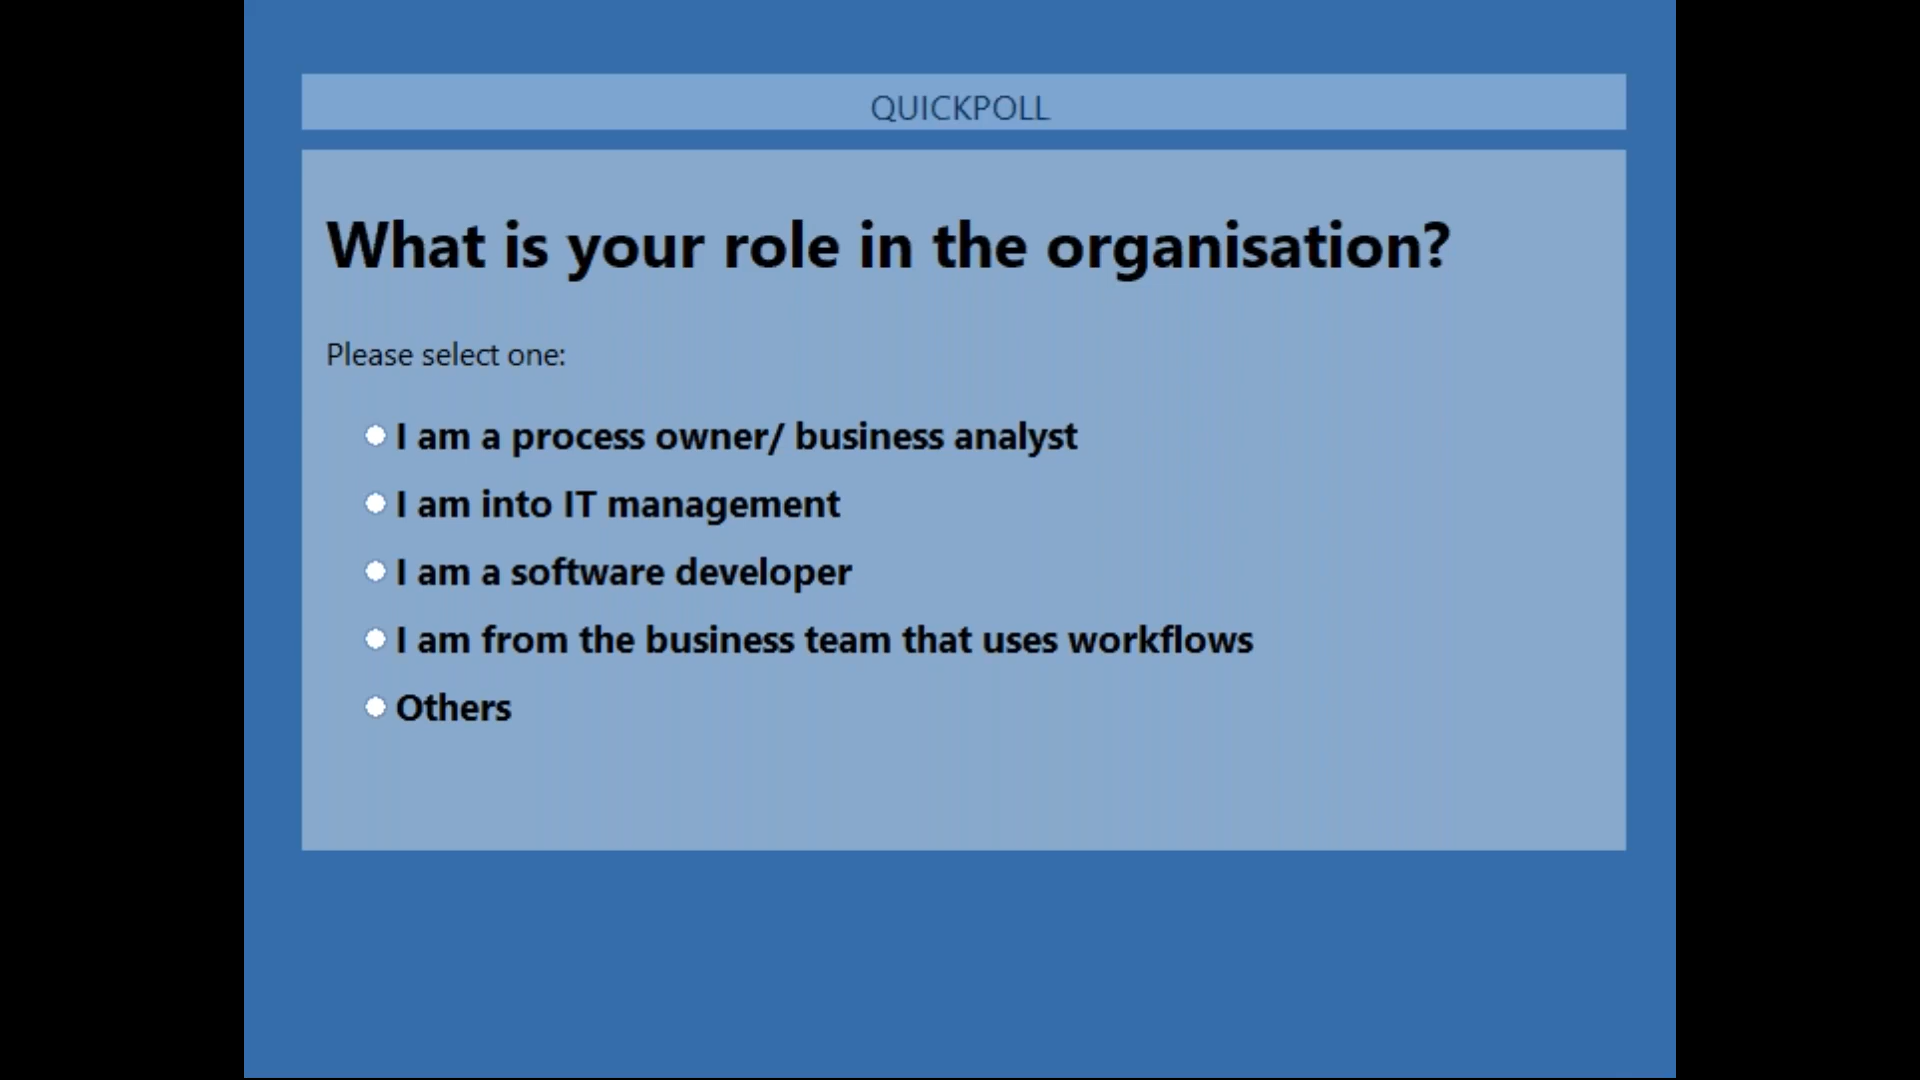 QUICKPOLL
What is your role in the organisation?
Please select one:
I am a process owner/ business analyst
I am into IT management
I am a software developer
I am from the business team that uses workflows
Others